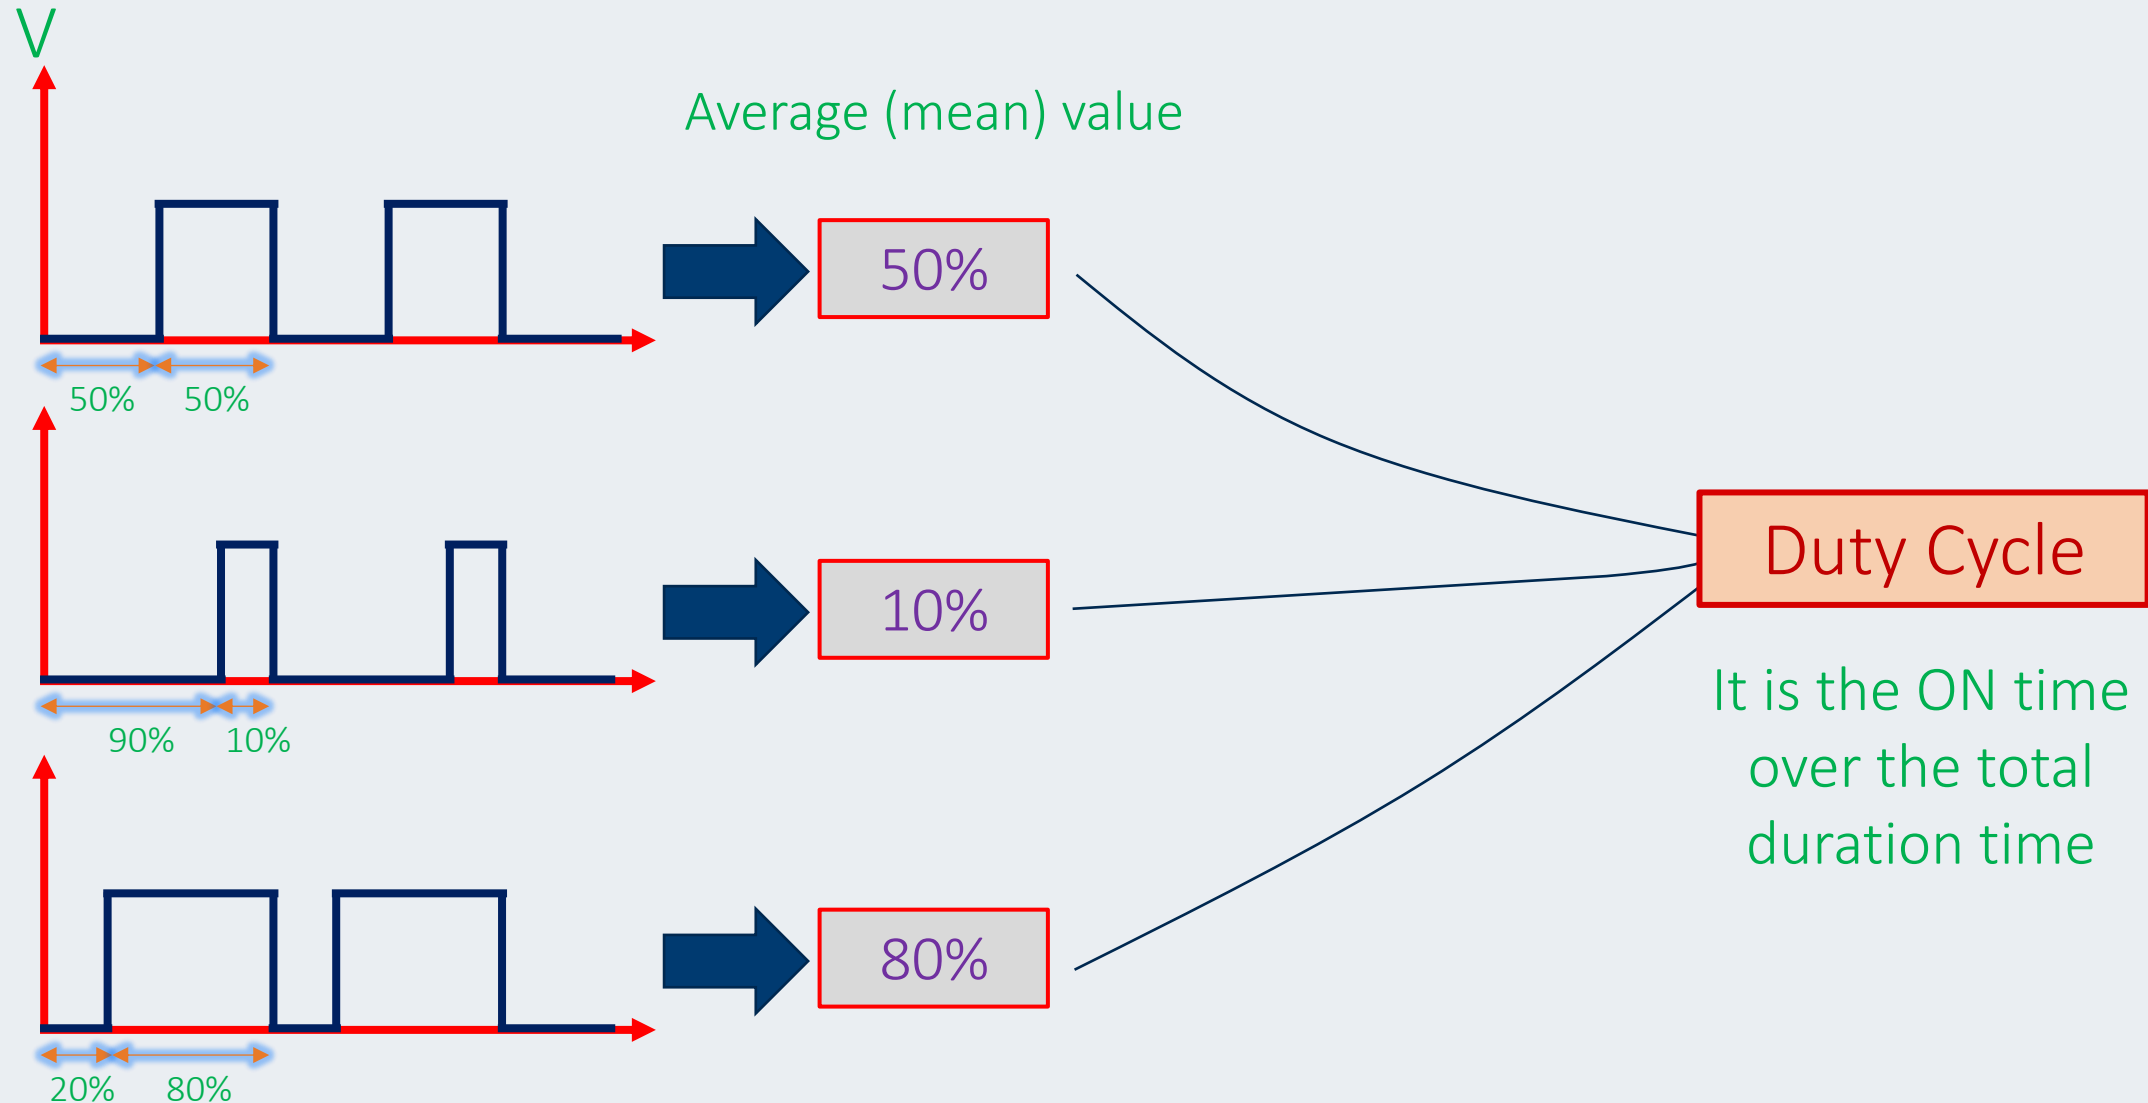 V
Average (mean) value
50%
50% 50%
10%
90% 10%
80%
20% 80%
Duty Cycle
It is the ON time
over the total
duration time